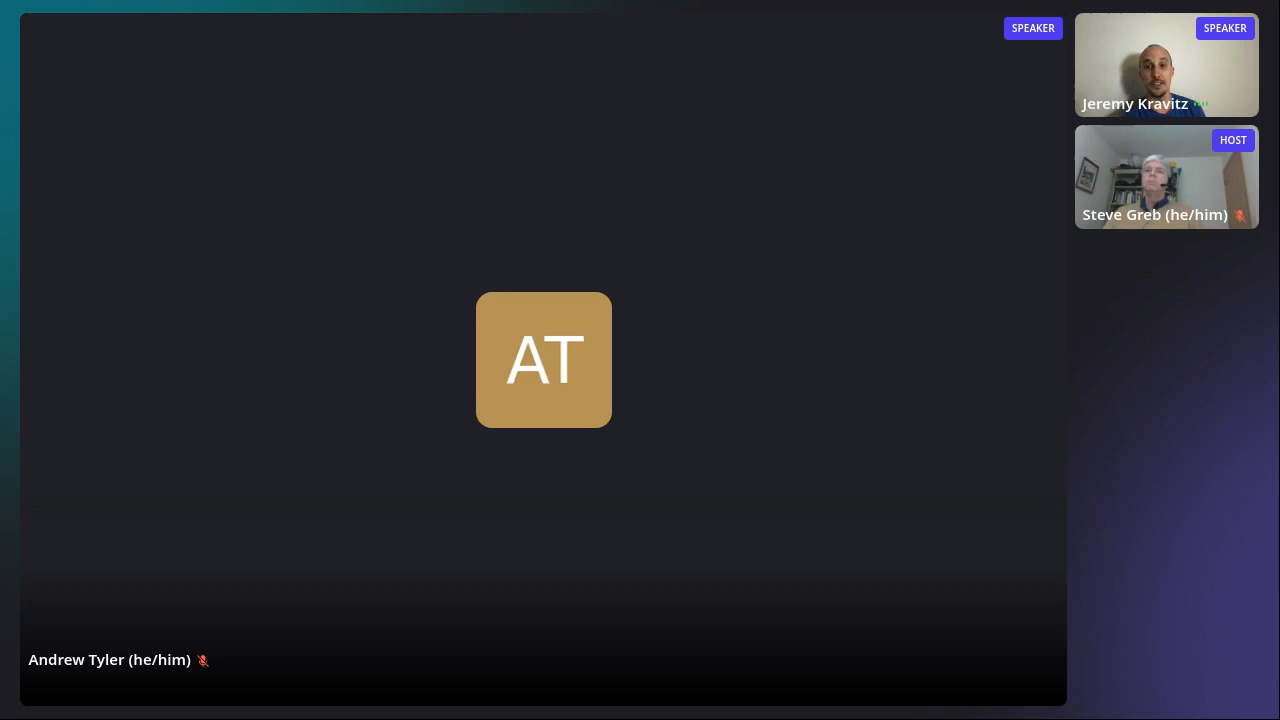 SPEAKER
AT
Andrew Tyler (he/him)
SPEAKER
Jeremy Kravitz
HOST
Steve Greb (he/him)